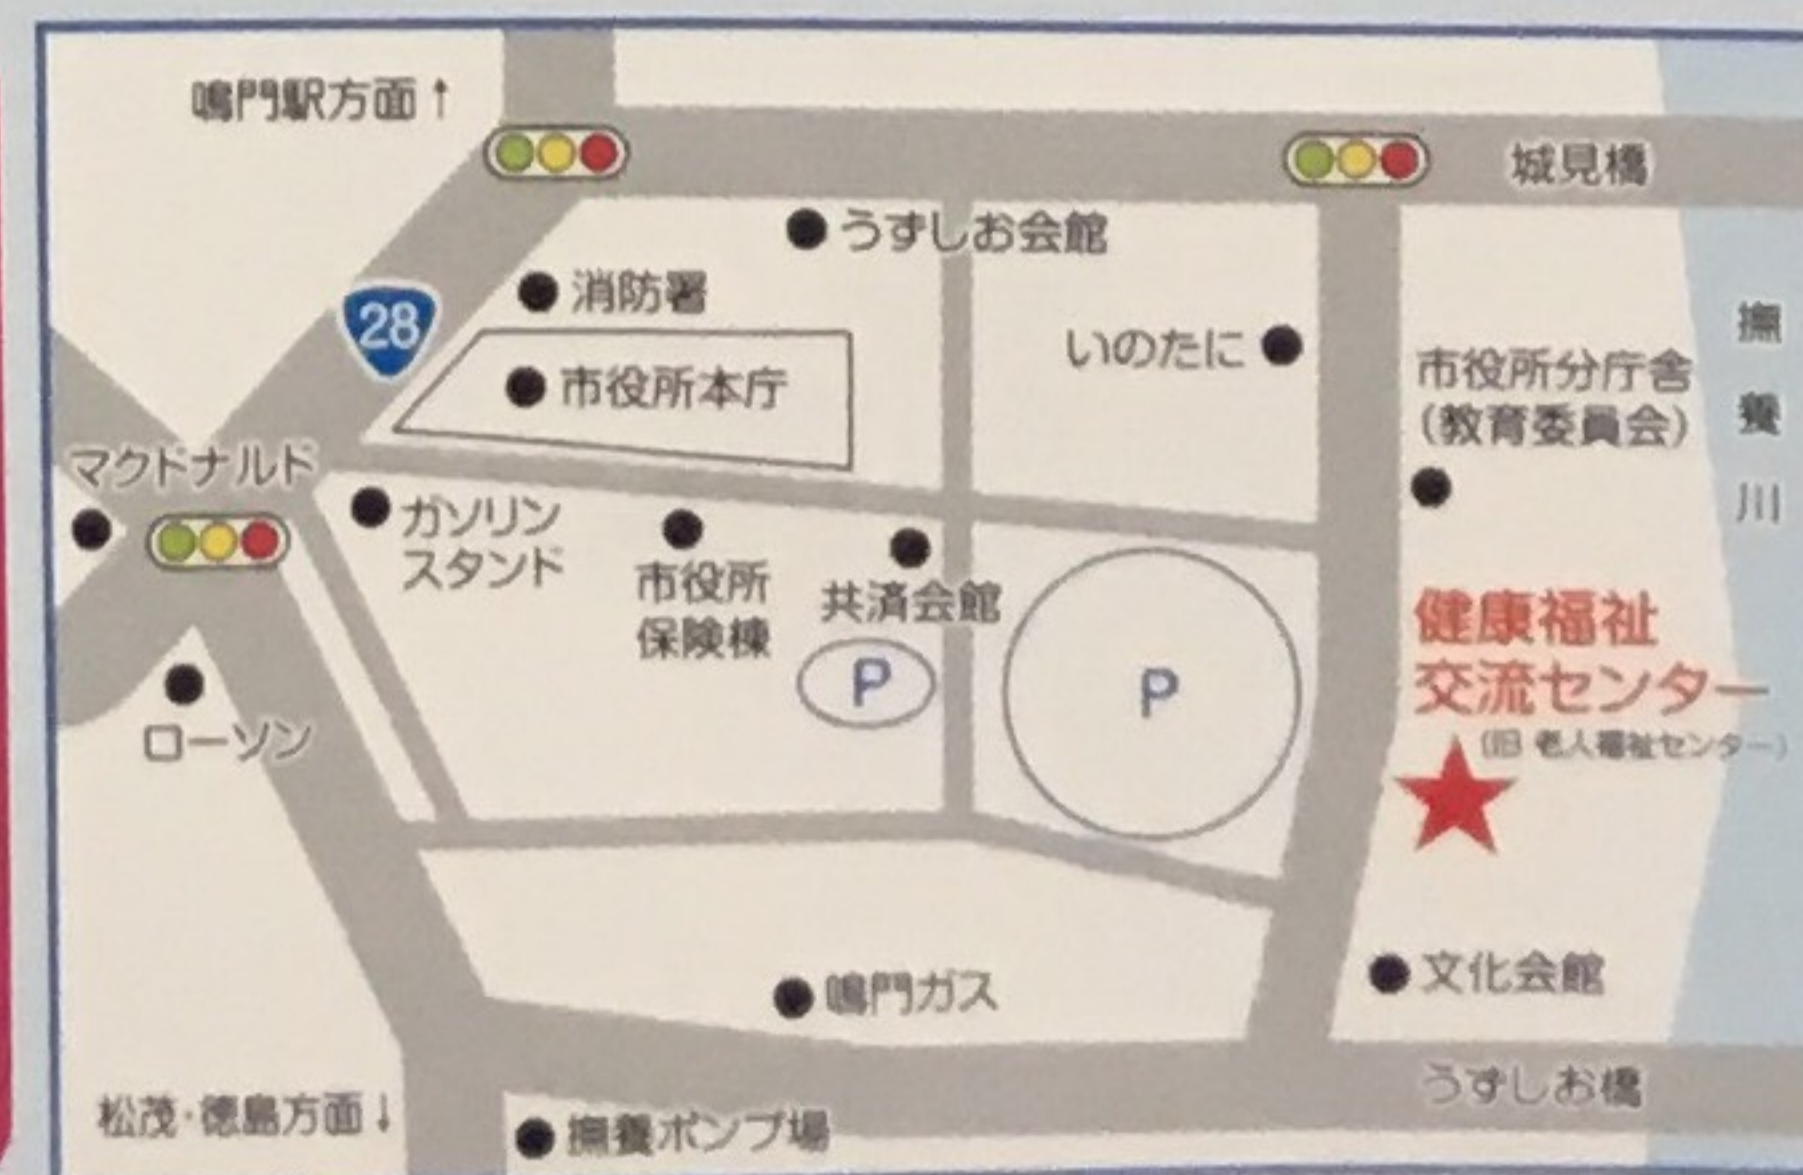 鳴門駅方面↑
城見橋
うずしお会館
消防署
28
いのたに
市役所本庁
市役所分庁舎
(教育委員会)
撫養川
マクドナルド
ガソリン
スタンド
市役所
保険棟
共済会館
P
P
健康福祉
交流センター
(旧 老人福祉センター)
ローソン
文化会館
鳴門ガス
うずしお橋
松茂・徳島方面↓
撫養ポンプ場